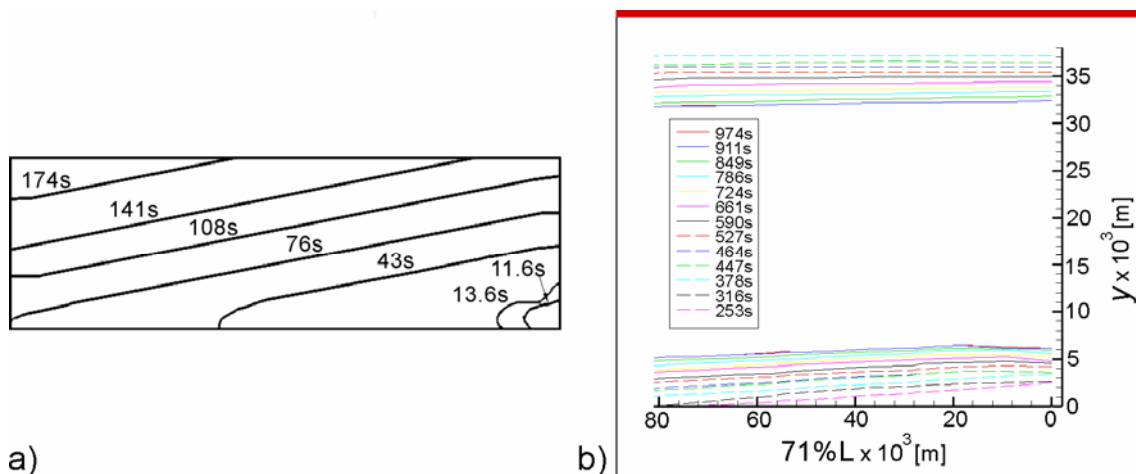 174s
141s
108s
76s
43s
11.6s
13.6s
a)
974s
911s
849s
786s
724s
661s
590s
527s
464s
447s
378s
316s
253s
35
30
25
20
15
10
5
0
y x 10³ [m]
80 60 40 20 0
71%L x 10³ [m]
b)